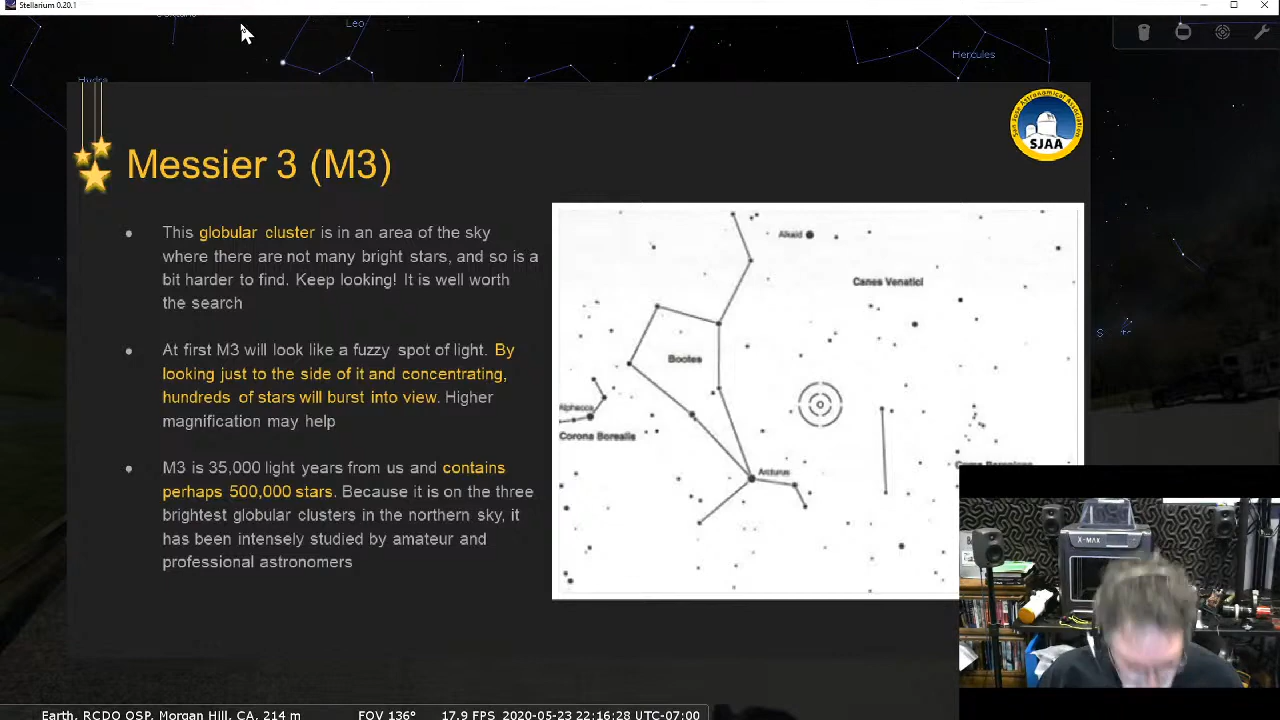 Stellarium 0.20.1
Leo
Hercules
Hydra
San Jose Astronomical Association
SJAA
Messier 3 (M3)
This globular cluster is in an area of the sky
where there are not many bright stars, and so is a
bit harder to find. Keep looking! It is well worth
the search
At first M3 will look like a fuzzy spot of light. By
looking just to the side of it and concentrating,
hundreds of stars will burst into view. Higher
magnification may help
M3 is 35,000 light years from us and contains
perhaps 500,000 stars. Because it is on the three
brightest globular clusters in the northern sky, it
has been intensely studied by amateur and
professional astronomers
Alkaid
Canes Venatici
Bootes
Alphecca
Corona Borealis
Arcturus
X-MAX
Earth, RCDO OSP, Morgan Hill, CA, 214 m
FOV 136°
17.9 FPS
2020-05-23 22:16:28 UTC-07:00